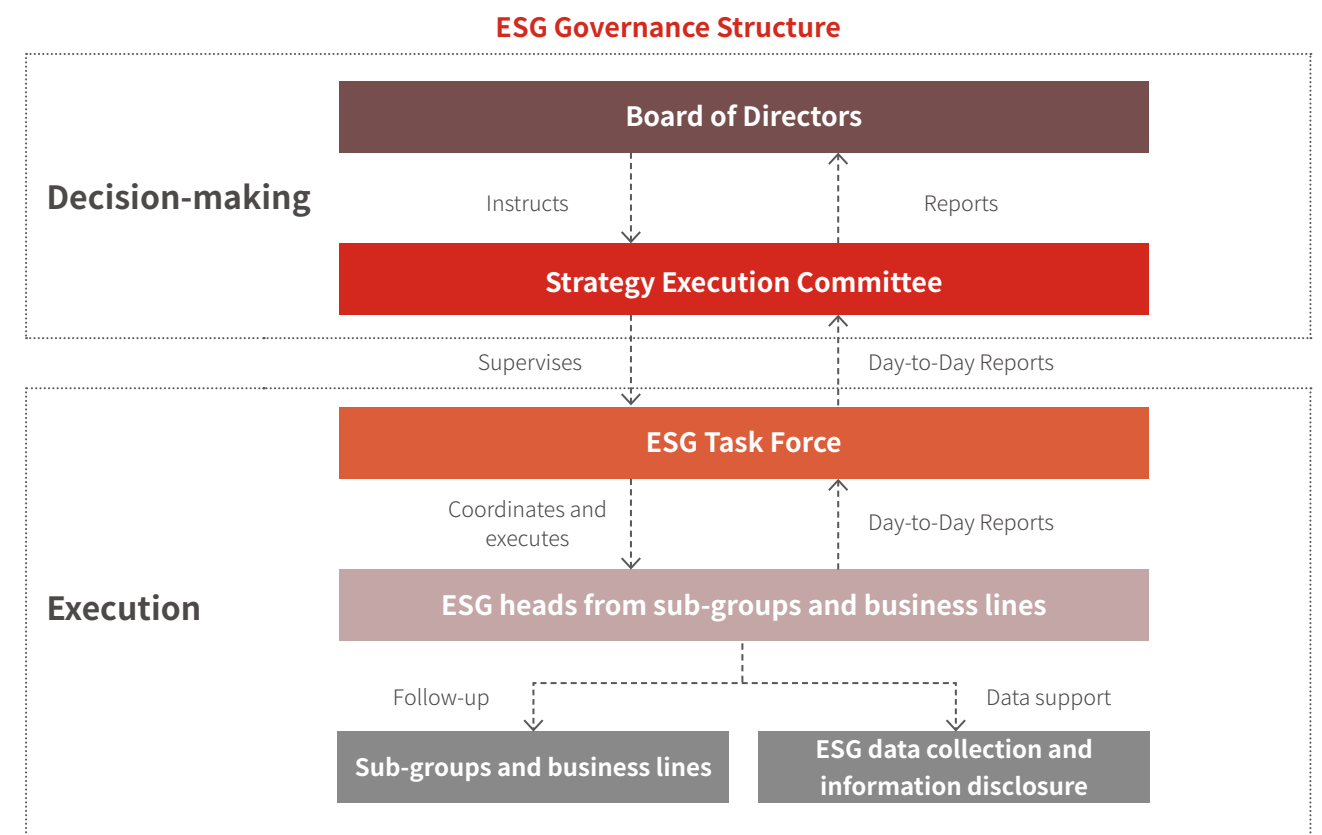 ESG Governance Structure
Decision-making
Board of Directors
Instructs
Reports
Strategy Execution Committee
Supervises
Day-to-Day Reports
Execution
ESG Task Force
Coordinates and
executes
Day-to-Day Reports
ESG heads from sub-groups and business lines
Follow-up
Data support
Sub-groups and business lines
ESG data collection and
information disclosure